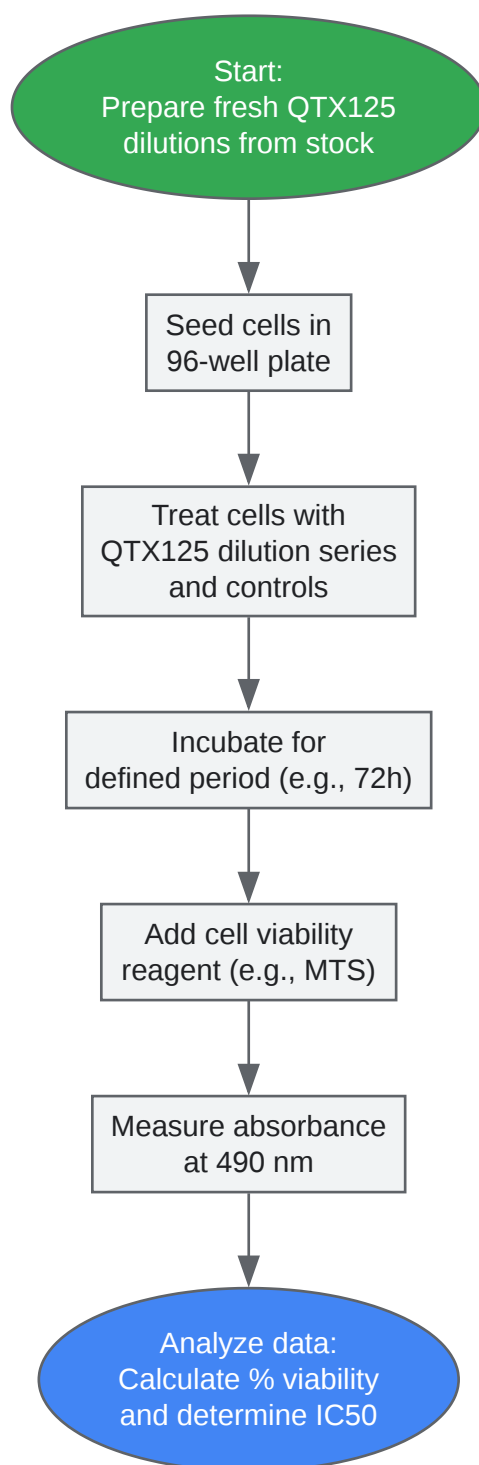 Start:
Prepare fresh QTX125
dilutions from stock
Seed cells in
96-well plate
Treat cells with
QTX125 dilution series
and controls
Incubate for
defined period (e.g., 72h)
Add cell viability
reagent (e.g., MTS)
Measure absorbance
at 490 nm
Analyze data:
Calculate % viability
and determine IC50